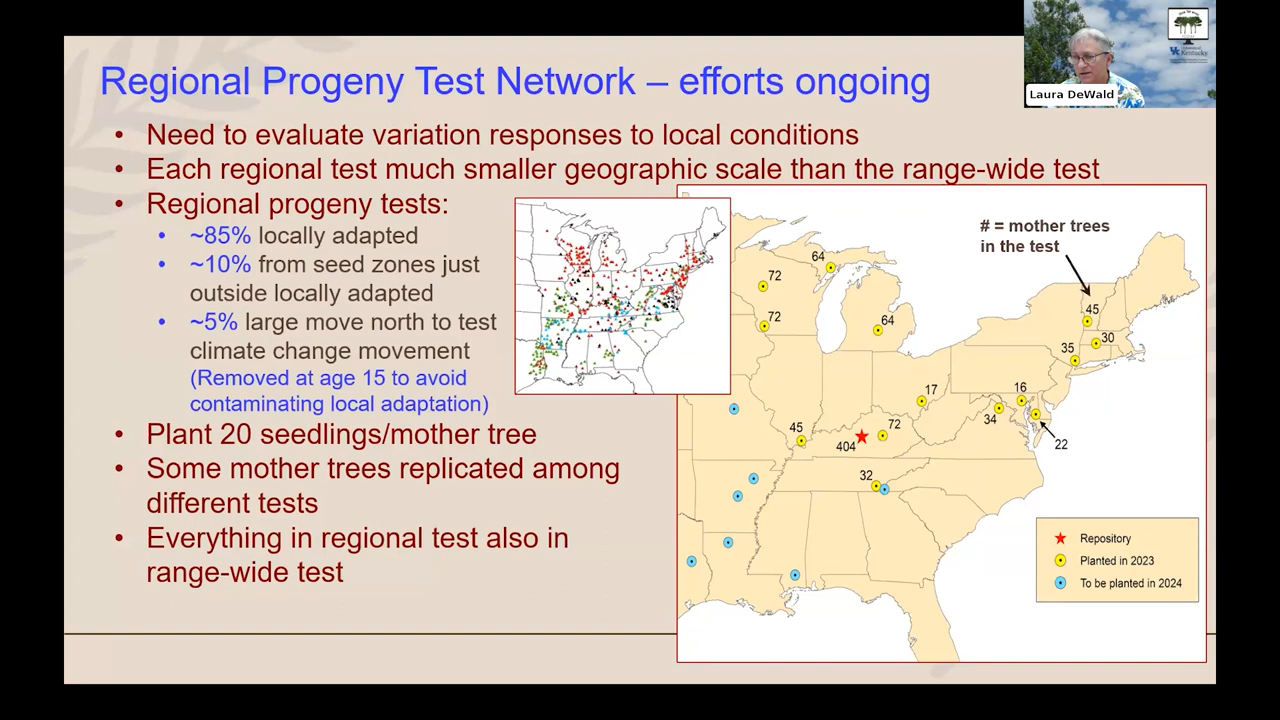 Regional Progeny Test Network – efforts ongoing
Laura DeWald
Kentucky
• Need to evaluate variation responses to local conditions
• Each regional test much smaller geographic scale than the range-wide test
• Regional progeny tests:
• ~85% locally adapted
• ~10% from seed zones just
outside locally adapted
• ~5% large move north to test
climate change movement
(Removed at age 15 to avoid
contaminating local adaptation)
• Plant 20 seedlings/mother tree
• Some mother trees replicated among
different tests
• Everything in regional test also in
range-wide test
# = mother trees
in the test
64
72
72
64
45
30
35
17
16
34
22
45
72
404
32
Repository
Planted in 2023
To be planted in 2024